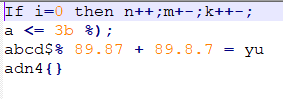 If i=0 then n++;m+-;k++-;
a <= 3b %);
abcd$% 89.87 + 89.8.7 = yu
adn4{}